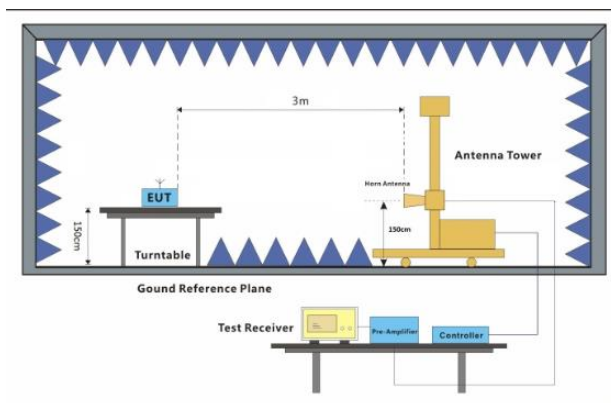 3m
Antenna Tower
Horn Antenna
EUT
150cm
150cm
Turntable
Gound Reference Plane
Test Receiver
Pre-Amplifier
Controller